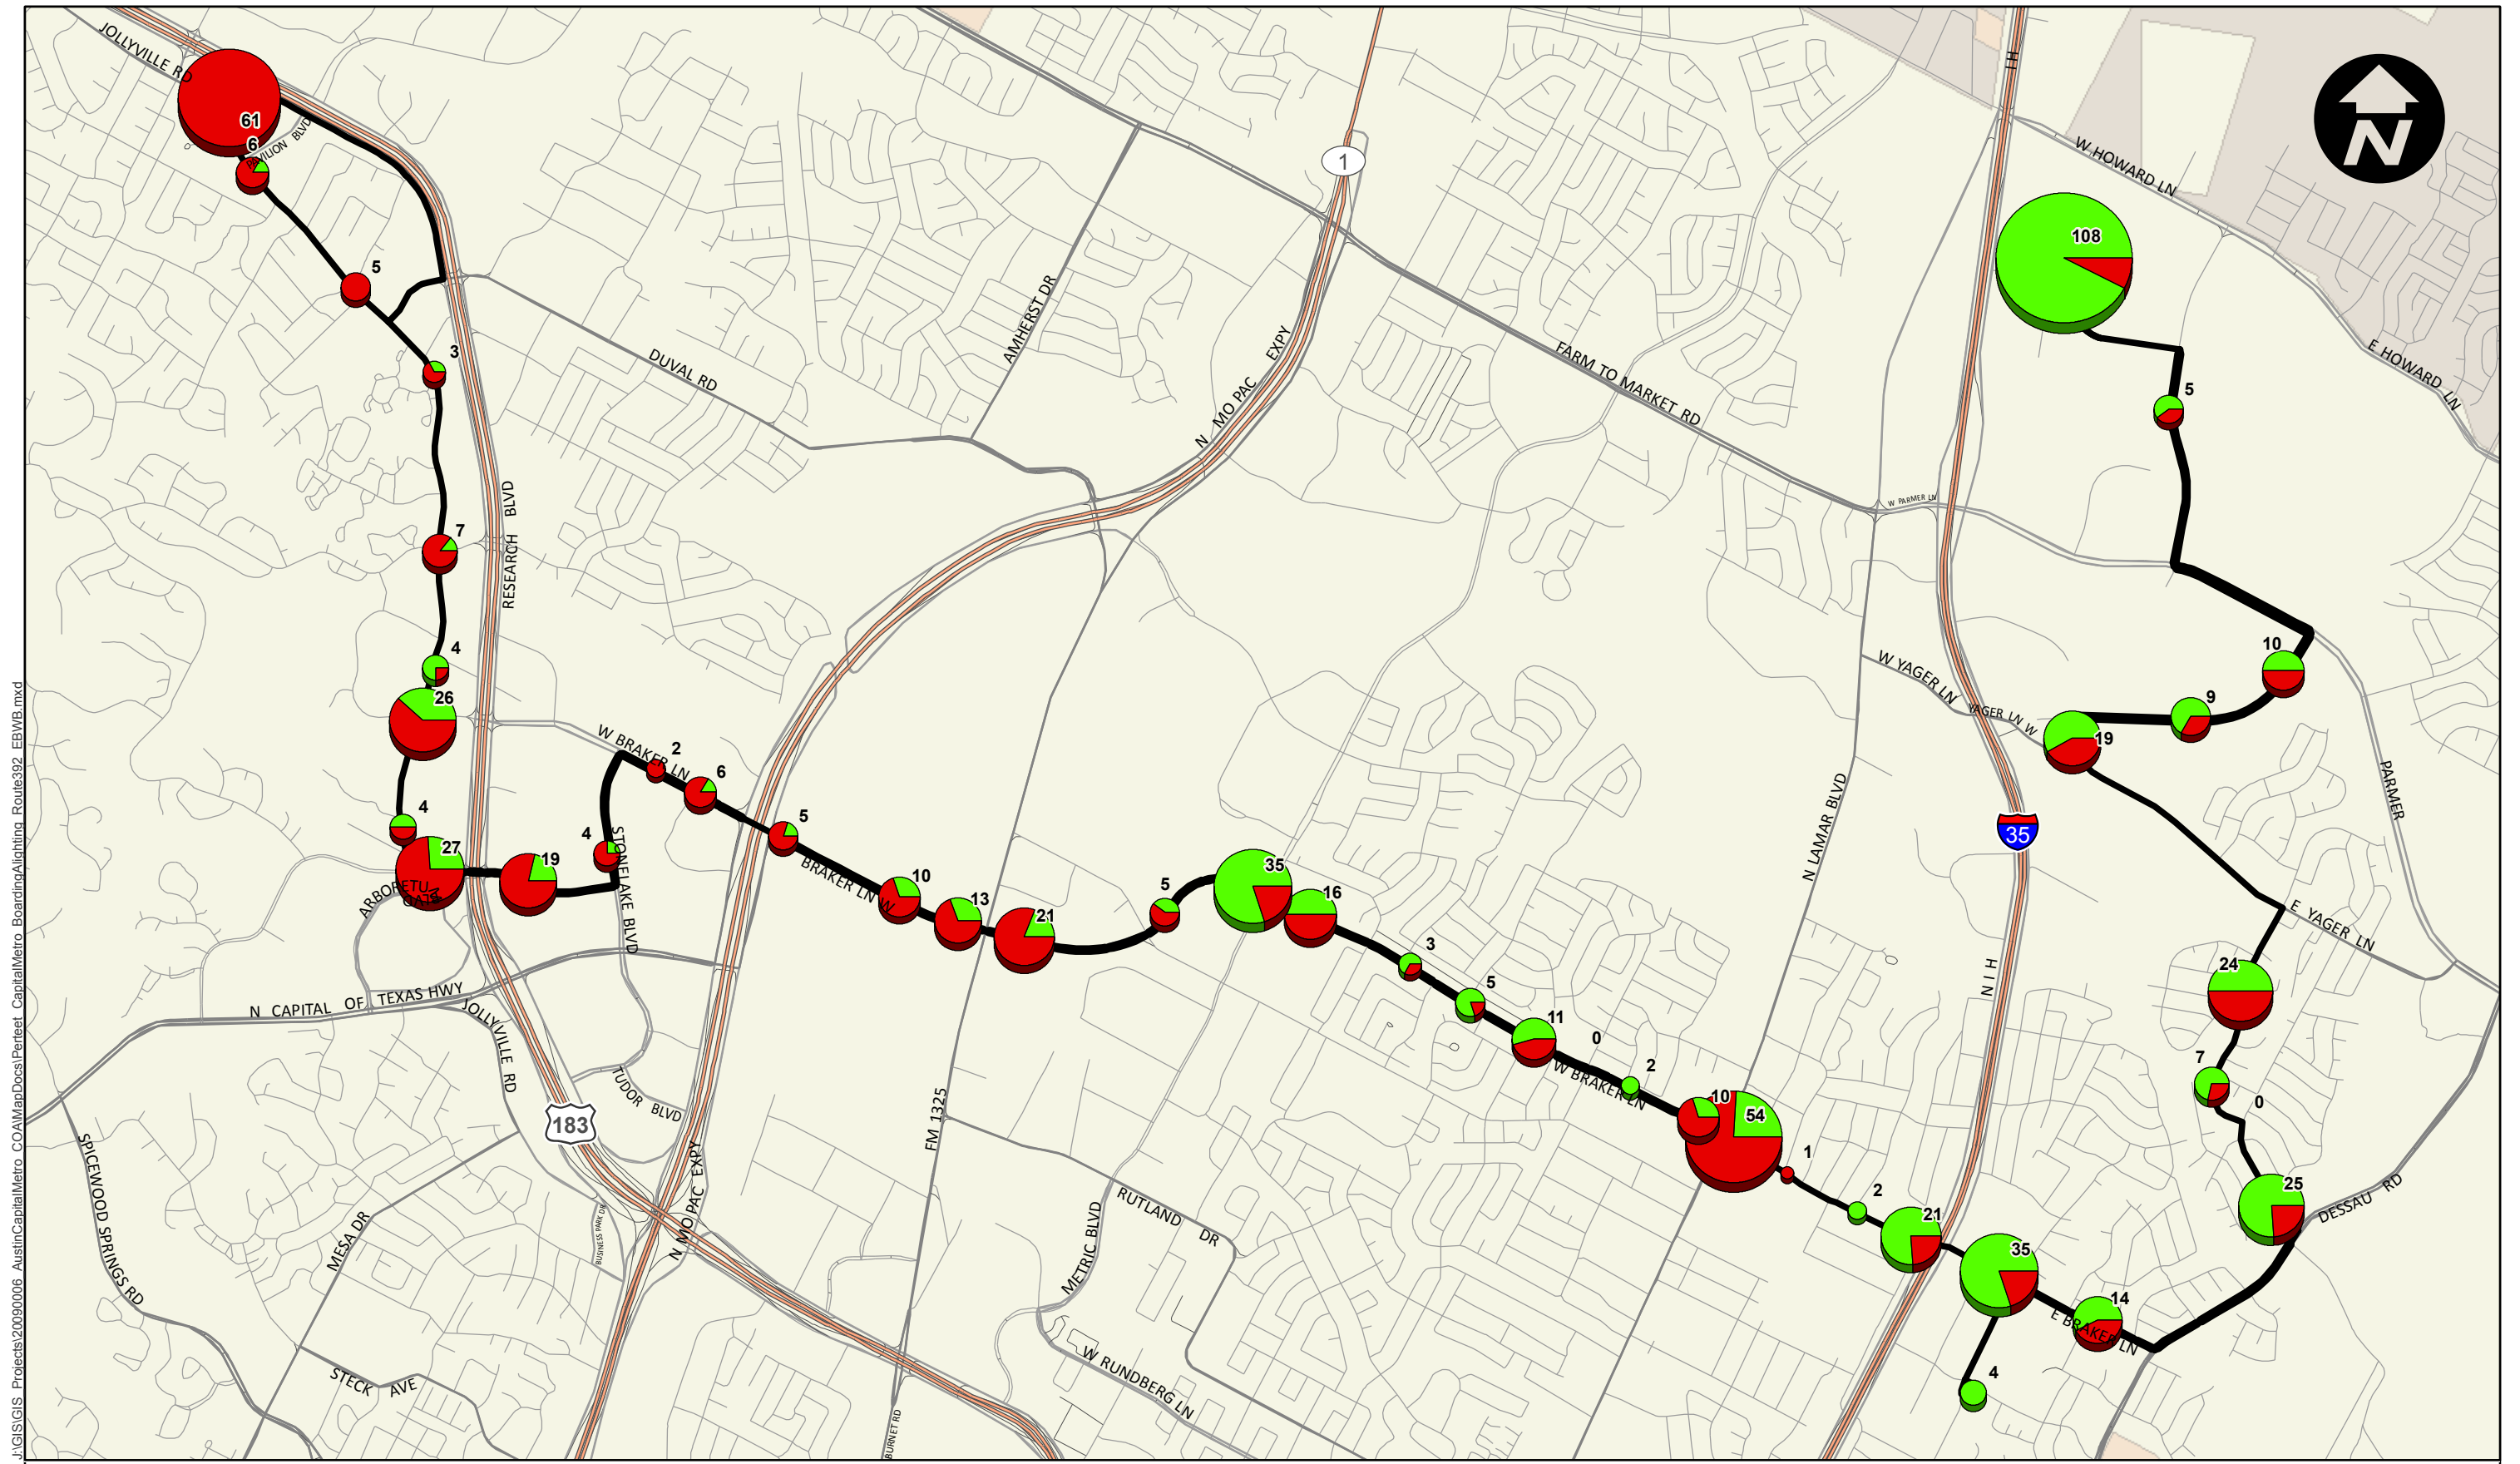 JOLLYVILLE RD
61
6
PAVILION BLVD
5
3
7
4
26
4
27
19
4
2
6
5
10
13
21
5
35
16
3
5
11
0
2
10
54
1
2
21
35
14
4
25
0
7
24
19
9
10
5
108
N
1
IH
W HOWARD LN
E HOWARD LN
AMHERST DR
DUVAL RD
N MO PAC EXPY
FARM TO MARKET RD
W PARMER LN
RESEARCH BLVD
W YAGER LN
YAGER LN W
PARMER
W BRAKER LN
STONELAKE BLVD
BRAKER LN W
N LAMAR BLVD
35
E YAGER LN
IH N
N CAPITAL OF TEXAS HWY
JOLLYVILLE RD
TUDOR BLVD
183
FM 1325
W BRAKER LN
SPICEWOOD SPRINGS RD
MESA DR
BUSINESS PARK DR
N MO PAC EXPY
METRIC BLVD
RUTLAND DR
DESSAU RD
E BRAKER LN
STECK AVE
W RUNDBERG LN
BURNET RD
J:\GIS\GIS_Projects\20090006_AustinCapitalMetro_COA\MapDocs\Perteet_CapitalMetro_BoardingAlighting_Route392_EBWB.mxd